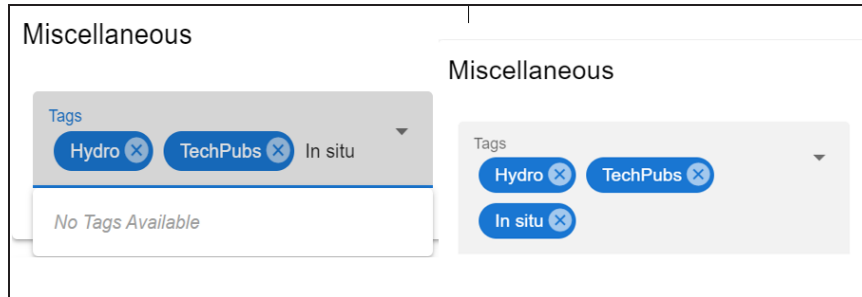 Miscellaneous
Tags
Hydro TechPubs In situ
No Tags Available
Miscellaneous
Tags
Hydro TechPubs
In situ